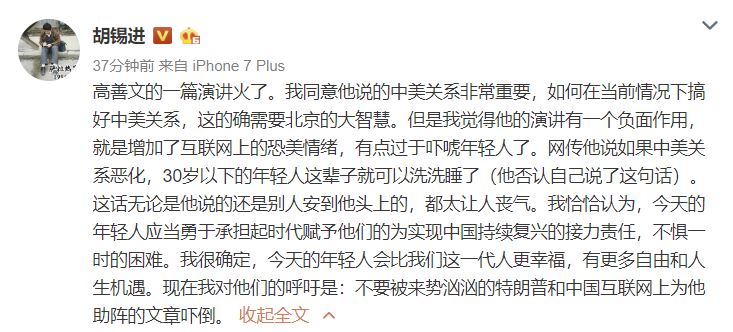 胡锡进
37分钟前 来自 iPhone 7 Plus
高善文的一篇演讲火了。我同意他说的中美关系非常重要，如何在当前情况下搞
好中美关系，这的确需要北京的大智慧。但是我觉得他的演讲有一个负面作用，
就是增加了互联网上的恐美情绪，有点过于吓唬年轻人了。网传他说如果中美关
系恶化，30岁以下的年轻人这辈子就可以洗洗睡了（他否认自己说了这句话）。
这话无论是他说的还是别人安到他头上的，都太让人丧气。我恰恰认为，今天的
年轻人应当勇于承担起时代赋予他们的为实现中国持续复兴的接力责任，不惧一
时的困难。我很确定，今天的年轻人会比我们这一代人更幸福，有更多自由和人
生机遇。现在我对他们的呼吁是：不要被来势汹汹的特朗普和中国互联网上为他
助阵的文章吓倒。 收起全文